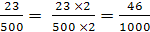 23/500 = 23 ×2/500 ×2 = 46/1000